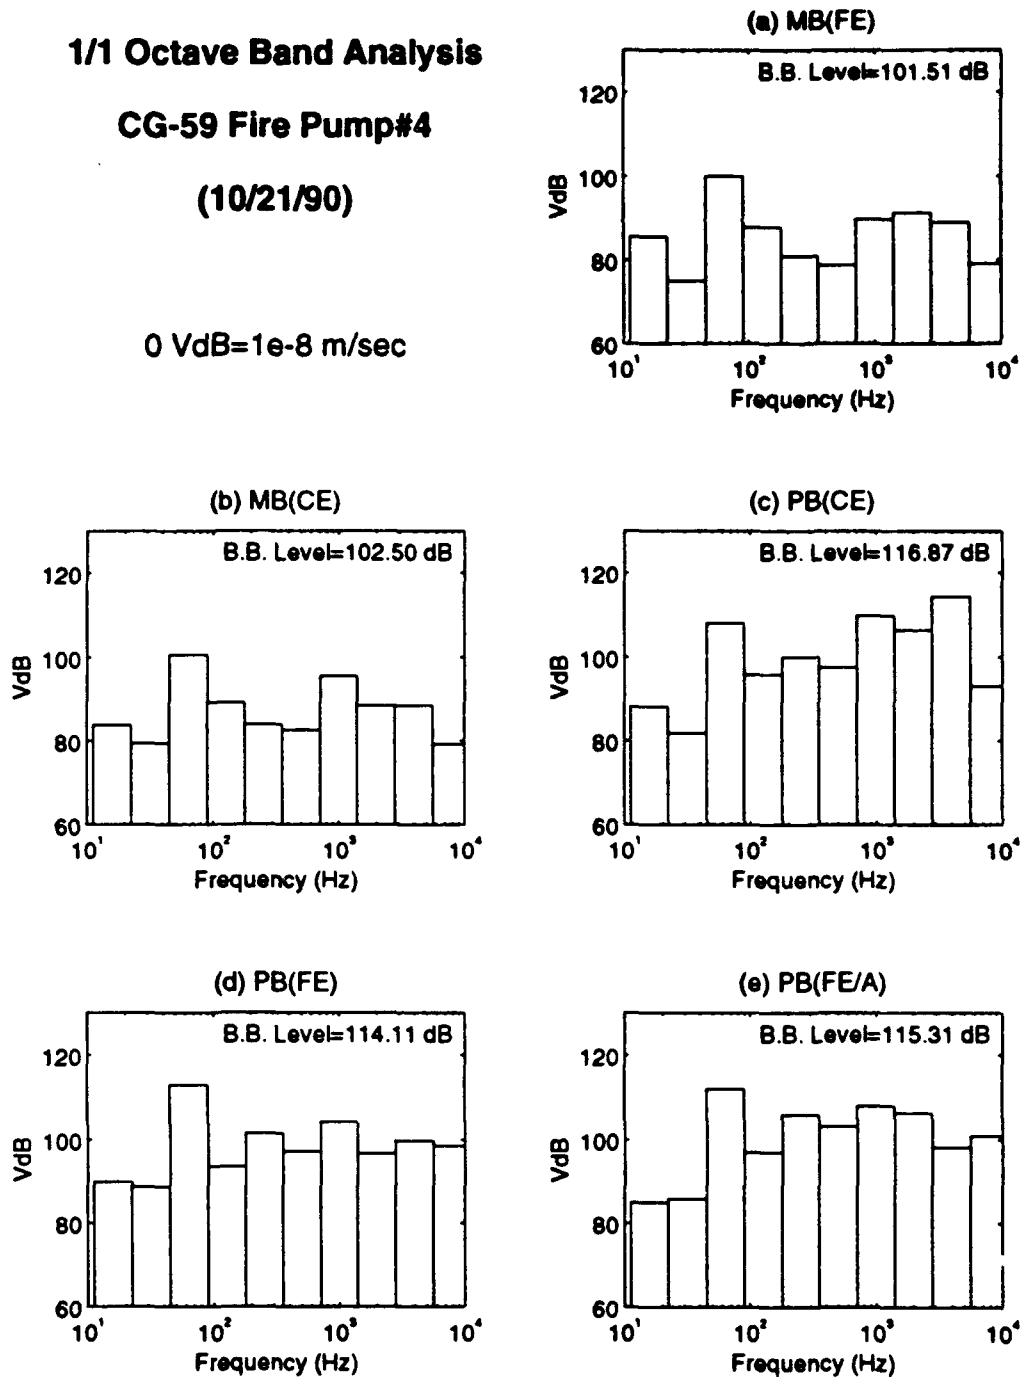 1/1 Octave Band Analysis
CG-59 Fire Pump#4
(10/21/90)
0 VdB=1e-8 m/sec
(a) MB(FE)
B.B. Level=101.51 dB
120
100
80
60
VdB
10¹ 10² 10³ 10⁴
Frequency (Hz)
(b) MB(CE)
B.B. Level=102.50 dB
120
100
80
60
VdB
10¹ 10² 10³ 10⁴
Frequency (Hz)
(c) PB(CE)
B.B. Level=116.87 dB
120
100
80
60
VdB
10¹ 10² 10³ 10⁴
Frequency (Hz)
(d) PB(FE)
B.B. Level=114.11 dB
120
100
80
60
VdB
10¹ 10² 10³ 10⁴
Frequency (Hz)
(e) PB(FE/A)
B.B. Level=115.31 dB
120
100
80
60
VdB
10¹ 10² 10³ 10⁴
Frequency (Hz)